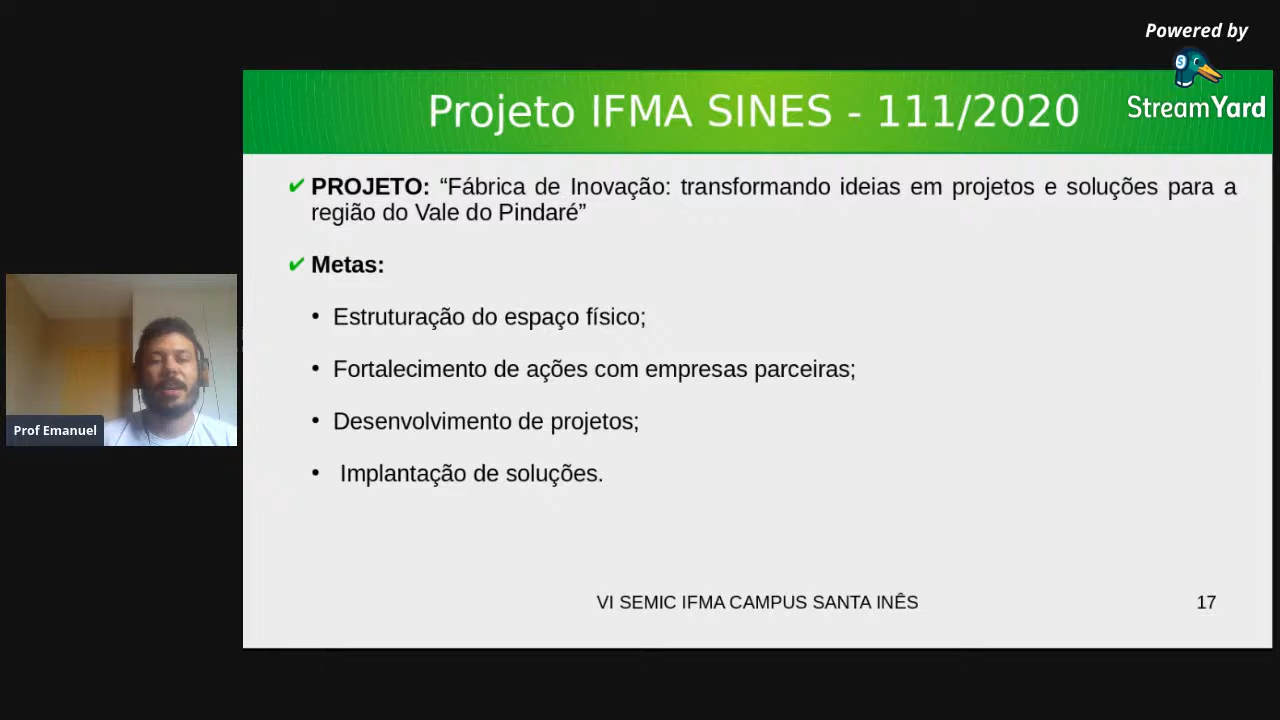 Powered by
StreamYard
Projeto IFMA SINES - 111/2020
✔ PROJETO: “Fábrica de Inovação: transformando ideias em projetos e soluções para a
região do Vale do Pindaré”
✔ Metas:
• Estruturação do espaço físico;
• Fortalecimento de ações com empresas parceiras;
• Desenvolvimento de projetos;
• Implantação de soluções.
Prof Emanuel
VI SEMIC IFMA CAMPUS SANTA INÊS
17